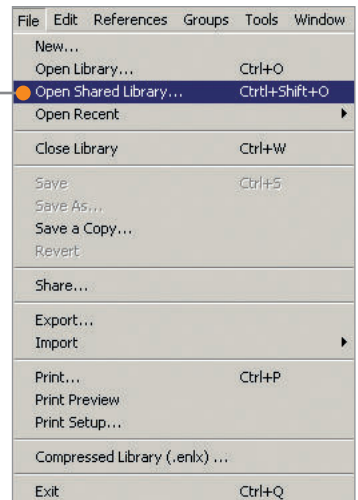 File Edit References Groups Tools Window
New...
Open Library... Ctrl+O
Open Shared Library... Ctrtl+Shift+O
Open Recent
Close Library Ctrl+W
Save Ctrl+S
Save As...
Save a Copy...
Revert
Share...
Export...
Import
Print... Ctrl+P
Print Preview
Print Setup...
Compressed Library (.enlx) ...
Exit Ctrl+Q